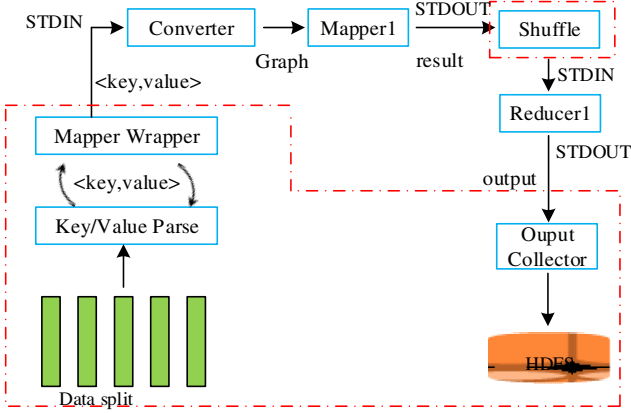 STDIN
Converter
Mapper1
STDOUT
Shuffle
Graph
result
<key,value>
STDIN
Mapper Wrapper
Reducer1
STDOUT
<key,value>
output
Key/Value Parse
Ouput
Collector
HDFS
Data split